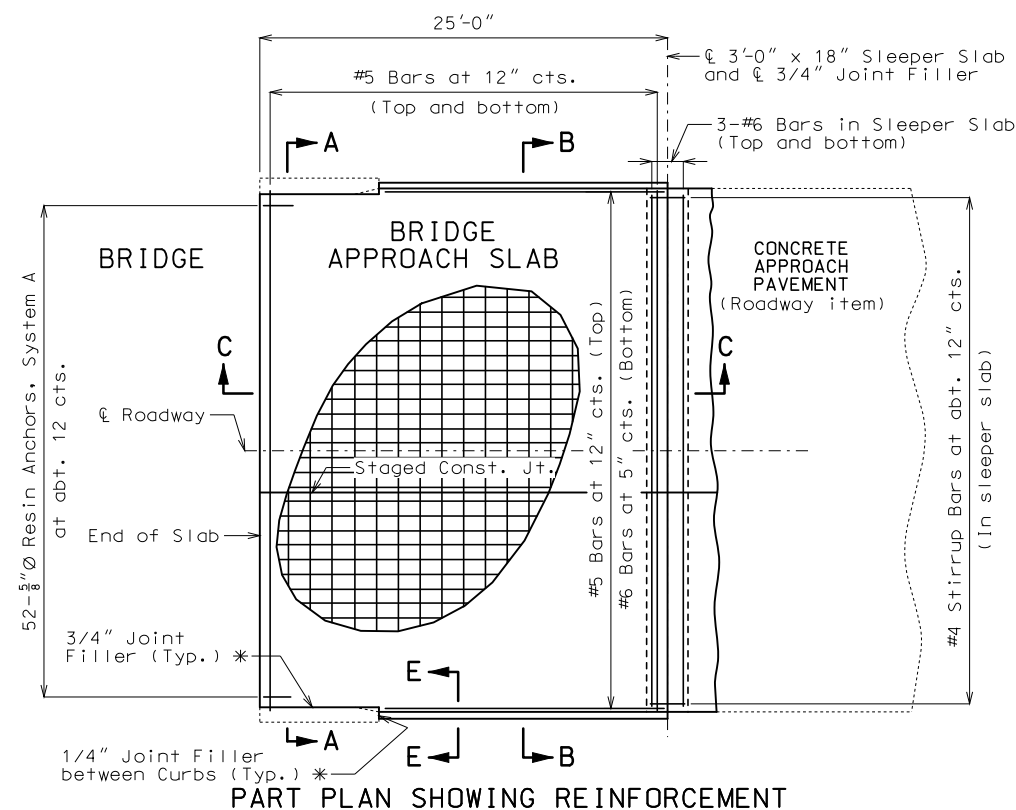 25'-0"
℄ 3'-0" x 18" Sleeper Slab
and ℄ 3/4" Joint Filler
#5 Bars at 12" cts.
(Top and bottom)
3-#6 Bars in Sleeper Slab
(Top and bottom)
A
B
BRIDGE
BRIDGE
APPROACH SLAB
CONCRETE
APPROACH
PAVEMENT
(Roadway item)
52-⅝"Ø Resin Anchors, System A
at abt. 12 cts.
#5 Bars at 12" cts. (Top)
#6 Bars at 5" cts. (Bottom)
#4 Stirrup Bars at abt. 12" cts.
(In sleeper slab)
C
C
℄ Roadway
Staged Const. Jt.
End of Slab
3/4" Joint
Filler (Typ.) *
E
A
E
B
1/4" Joint Filler
between Curbs (Typ.) *
PART PLAN SHOWING REINFORCEMENT